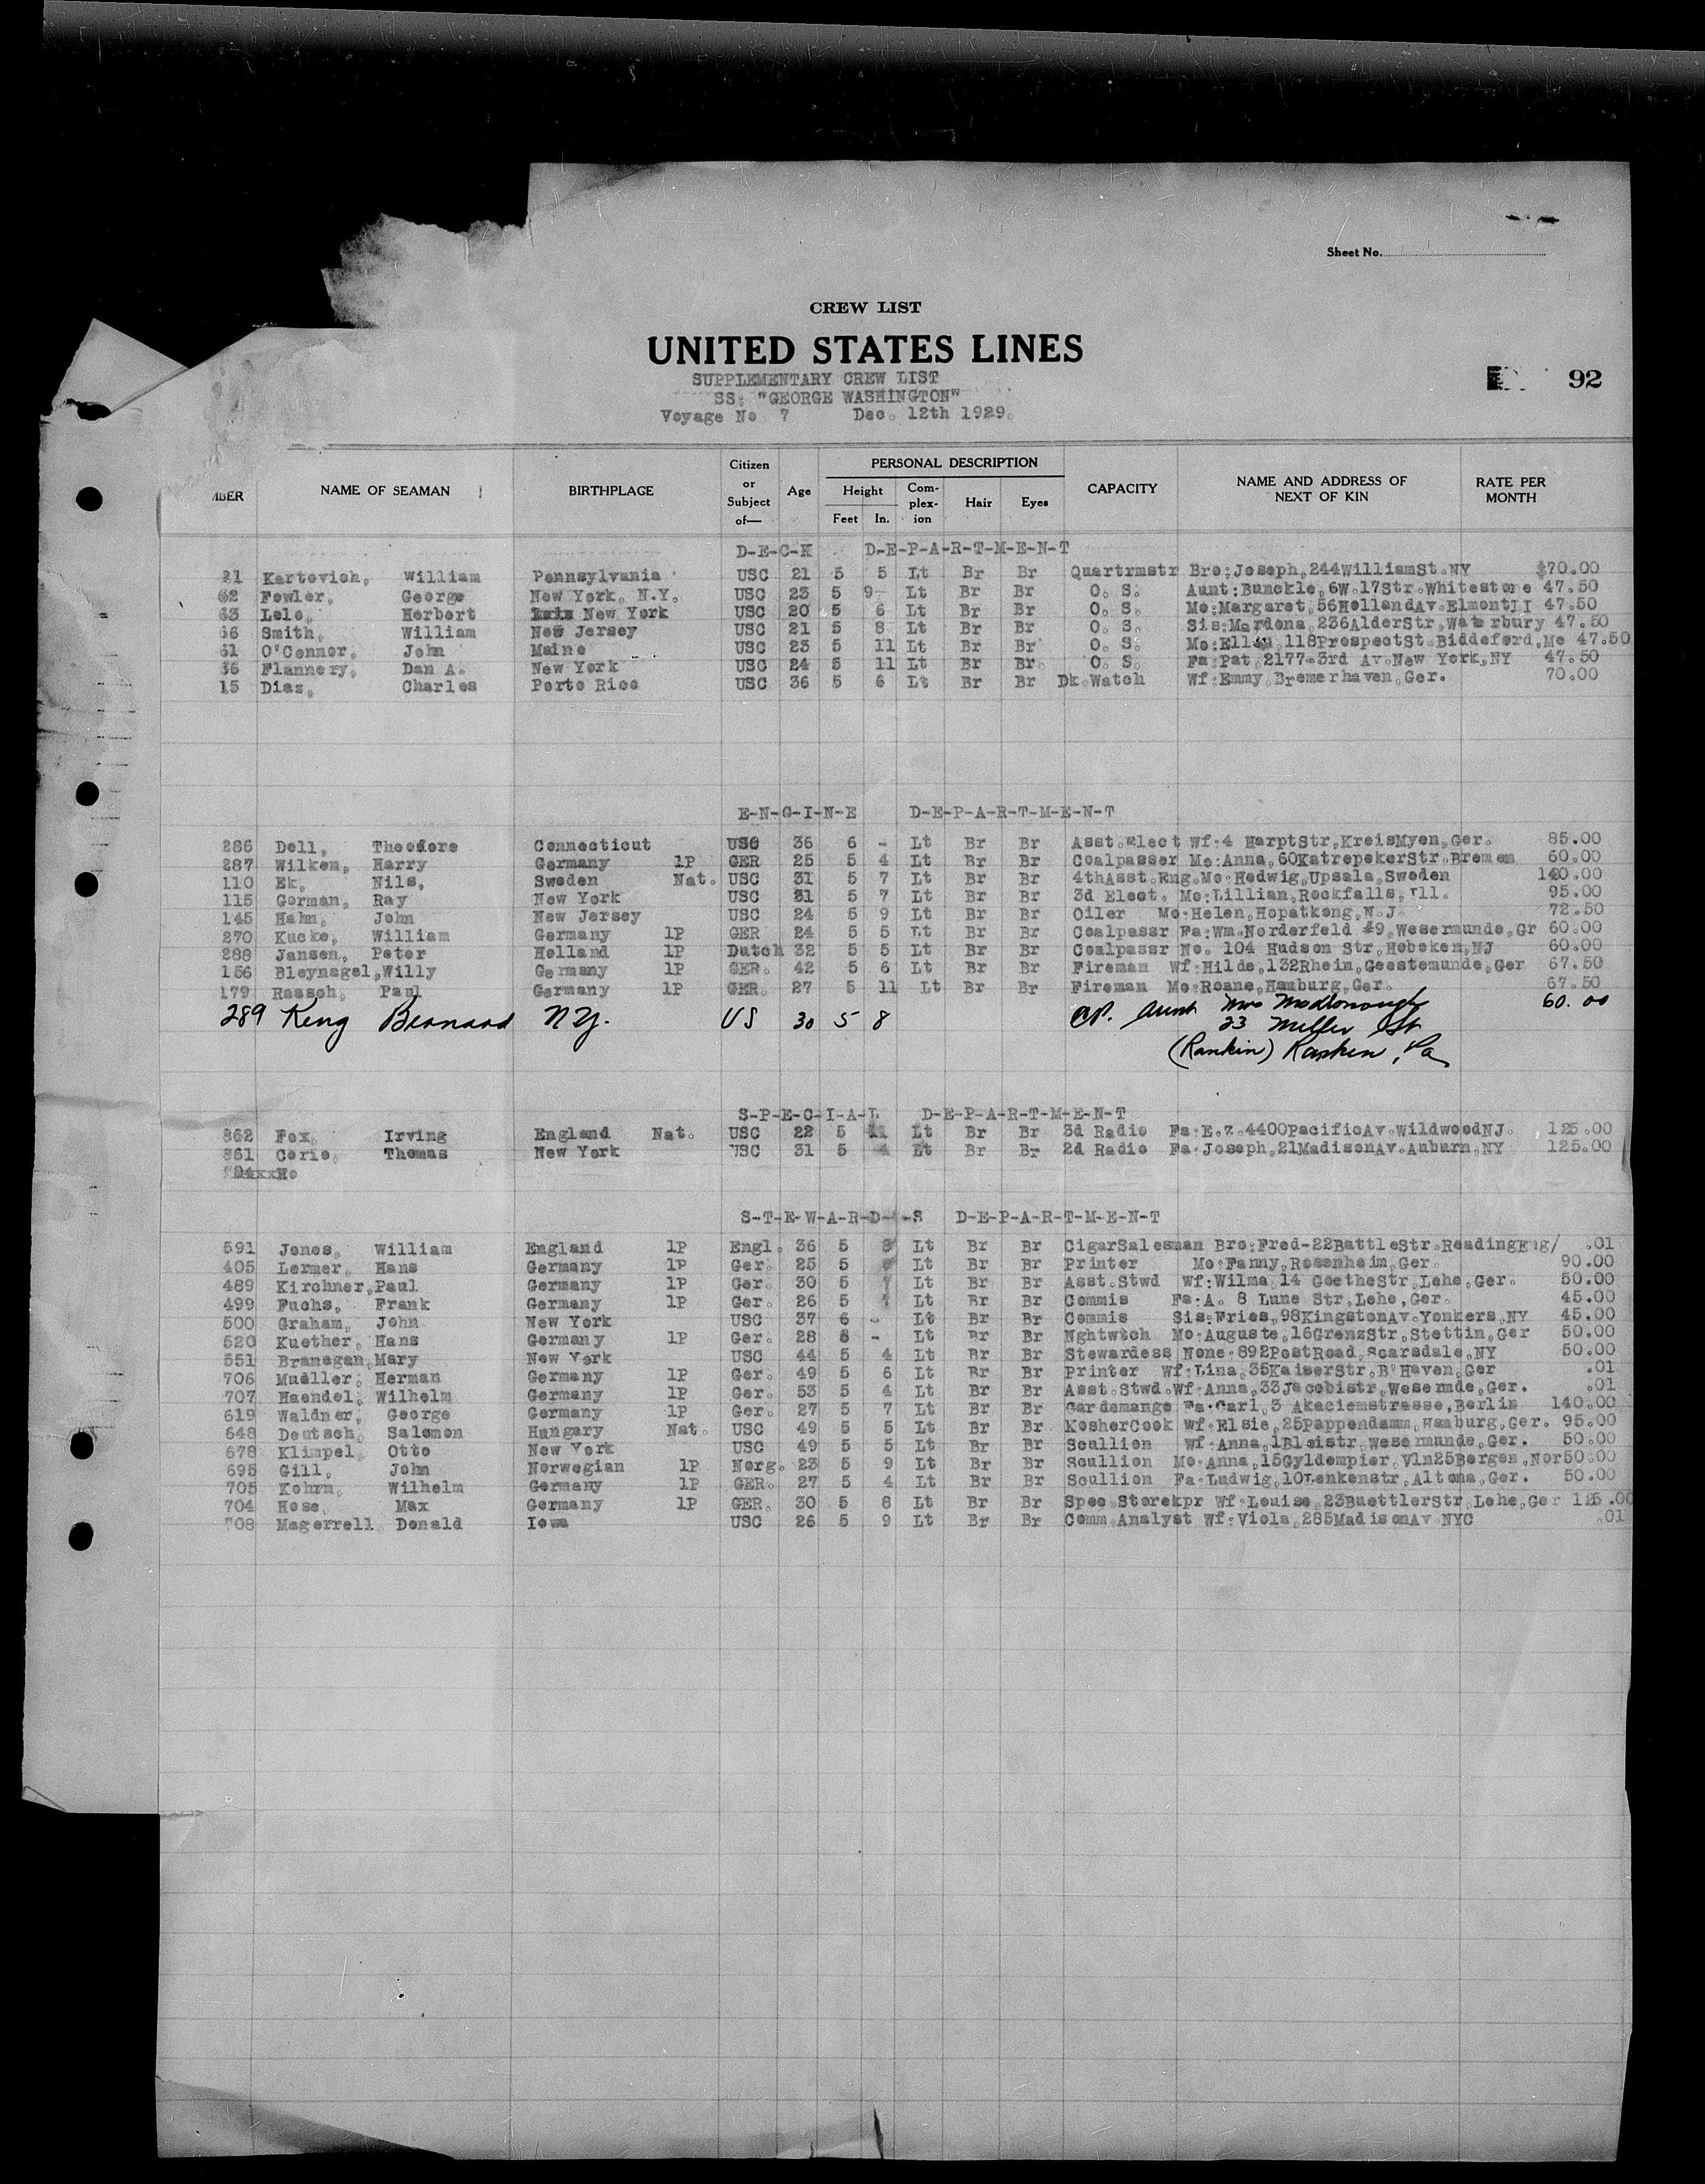 Sheet No.
CREW LIST
UNITED STATES LINES
SUPPLEMENTARY CREW LIST
SS: "GEORGE WASHINGTON"
Voyage No 7 Dec. 12th 1929.
92
MBER NAME OF SEAMAN BIRTHPLACE Citizen or Subject of— Age PERSONAL DESCRIPTION Height Feet In. Com-plex-ion Hair Eyes CAPACITY NAME AND ADDRESS OF NEXT OF KIN RATE PER MONTH
D-E-C-K D-E-P-A-R-T-M-E-N-T
21 Kartovich, William Pennsylvania USC 21 5 5 Lt Br Br Quartrmstr Bro:Joseph,244WilliamSt.NY $70.00
62 Fowler, George New York, N.Y. USC 23 5 9 Lt Br Br O. S. Aunt:Bunckle,6W.17Str.Whitestone 47.50
63 Lele, Herbert New York USC 20 5 6 Lt Br Br O. S. Mo:Margaret,56HollandAv.Elmont 47.50
66 Smith, William New Jersey USC 21 5 8 Lt Br Br O. S. Sis:Mardona,236AlderStr,Waterbury 47.50
61 O'Connor, John Maine USC 23 5 11 Lt Br Br O. S. Mo: 118ProspectSt.Biddeford,Me 47.50
36 Flannery, Dan A. New York USC 24 5 11 Lt Br Br. O. S. Fa:Pat,2177-3rd Av.New York,NY 47.50
15 Diaz, Charles Porto Rico USC 36 5 6 Lt Br Br Dk.Watch Wf:Emmy,Bremerhaven,Ger. 70.00
E-N-G-I-N-E D-E-P-A-R-T-M-E-N-T
286 Doll, Theodore Connecticut USC 36 6 - Lt Br Br Asst.Elect Wf:4 HarptStr,KreisMyen,Ger. 85.00
287 Wilken, Harry Germany 1P GER 25 5 4 Lt Br Br Coalpasser Mo:Anna,60KatrepekerStr.Bremen 60.00
110 Ek, Nils, Sweden Nat. USC 31 5 7 Lt Br Br 4thAsst.Eng.Mo:Hedwig,Upsala,Sweden 140.00
115 Gorman, Ray New York USC 31 5 7 Lt Br Br 3d Elect. Mo:Lillian,Rockfalls,Ill. 95.00
145 Hahn, John New Jersey USC 24 5 9 Lt Br Br Oiler Mo:Helen,Hopatkong,N.J. 72.50
270 Kucke, William Germany 1P GER 24 5 5 Lt Br Br Coalpassr Fa:Wm.Norderfeld #9,Wesermunde,Gr 60.00
288 Jansen, Peter Holland 1P Dutch 32 5 5 Lt Br Br Coalpassr No. 104 Hudson Str,Hoboken,NJ 60.00
156 Bleynagel,Willy Germany 1P GER. 42 5 6 Lt Br Br Fireman Wf:Hilde,132Rhein,Geestemunde,Ger 67.50
179 Rassch, Paul Germany 1P GER. 27 5 11 Lt Br Br Fireman Mo:Roane,Hamburg,Ger. 67.50
289 King Bernard N.Y. US 30 5 8 CP. Aunt Mrs McDonough 60.00
23 Miller St
(Rankin) Rankin, Pa
S-P-E-C-I-A-L D-E-P-A-R-T-M-E-N-T
862 Fox, Irving England Nat. USC 22 5 11 Lt Br Br 3d Radio Fa:E.Z.4400PacificAv.WildwoodNJ. 125.00
861 Corio, Thomas New York USC 31 5 4 Lt Br Br 2d Radio Fa:Joseph,21MadisonAv.Auburn,NY 125.00
S-T-E-W-A-R-D-'-S D-E-P-A-R-T-M-E-N-T
591 Jones, William England 1P Engl. 36 5 8 Lt Br Br CigarSalesman Bro:Fred-22BattleStr.ReadingEng/ .01
405 Lermer, Hans Germany 1P Ger. 25 5 Lt Br Br Printer Mo:Fanny,Rosenheim,Ger. 90.00
489 Kirchner,Paul Germany 1P Ger. 30 5 7 Lt Br Br Asst.Stwd Wf:Wilma,14 GoetheStr,Lehe,Ger. 50.00
499 Fuchs, Frank Germany 1P Ger. 26 5 7 Lt Br Br Commis Fa:A. 8 Lune Str,Lehe,Ger. 45.00
500 Graham, John New York USC 37 6 - Lt Br Br Commis Sis:Fries,98KingstonAv.Yonkers,NY 45.00
520 Kuether, Hans Germany 1P Ger. 28 6 - Lt Br Br Nghtwtch Mo:Auguste,16GrenzStr,Stettin,Ger 50.00
551 Branagan,Mary New York USC 44 5 4 Lt Br Br Stewardess None-892PostRoad,Scarsdale,NY 50.00
706 Mueller, Herman Germany 1P Ger. 49 5 6 Lt Br Br Printer Wf:Lina,35KaiserStr,B'Haven,Ger .01
707 Haendel, Wilhelm Germany 1P Ger. 53 5 4 Lt Br Br Asst.Stwd.Wf:Anna,33Jacobistr,Wesermde,Ger. .01
619 Waldner, George Germany 1P Ger. 27 5 7 Lt Br Br Gardemange Fa:Carl,3 Akaciemstrasse,Berlin 140.00
648 Deutsch, Salomon Hungary Nat. USC 49 5 5 Lt Br Br KosherCook Wf:Elsie,25Pappendamm,Hamburg,Ger. 95.00
678 Klimpel, Otto New York USC 49 5 5 Lt Br Br Scullion Wf:Anna,1Bleistr,Wesermunde,Ger. 50.00
695 Gill, John Norwegian 1P Norg. 23 5 9 Lt Br Br Scullion Mo:Anna,15Gyldempier,Vln25Bergen,Nor50.00
705 Kohrn, Wilhelm Germany 1P GER. 27 5 4 Lt Br Br Scullion Fa:Ludwig,10Lenkenstr,Altona,Ger. 50.00
704 Hose, Max Germany 1P GER. 30 5 8 Lt Br Br Spec Storekpr Wf:Louise,23BuettlerStr,Lehe,Ger 125.00
708 Magerrell, Donald Iowa USC 26 5 9 Lt Br Br Comm.Analyst Wf:Viola,285MadisonAv.NYC .01